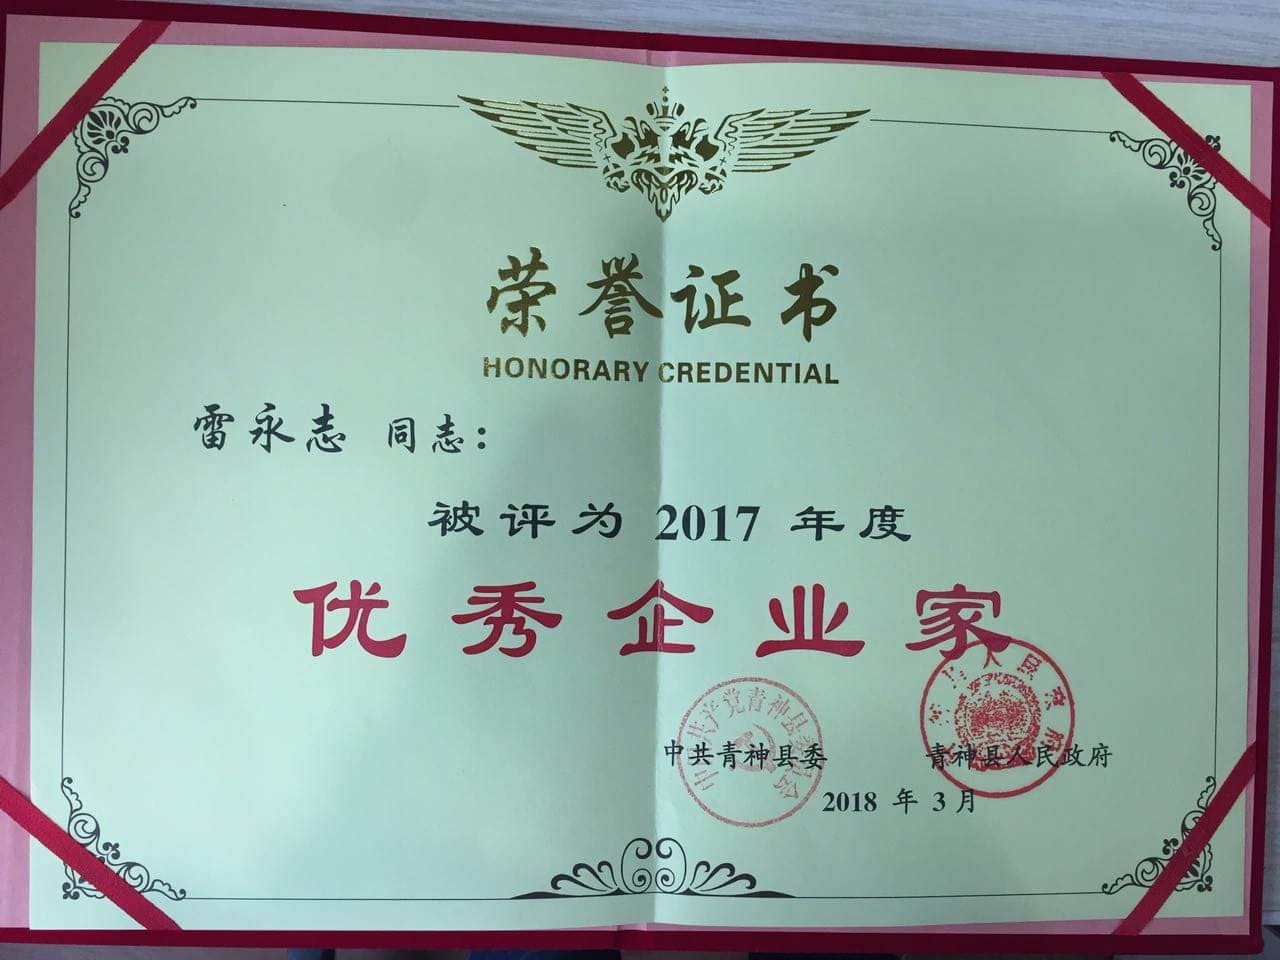 荣誉证书
HONORARY CREDENTIAL
雷永志 同志：
被评为 2017 年度
优秀企业家
中共青神县委 青神县人民政府
2018 年 3 月